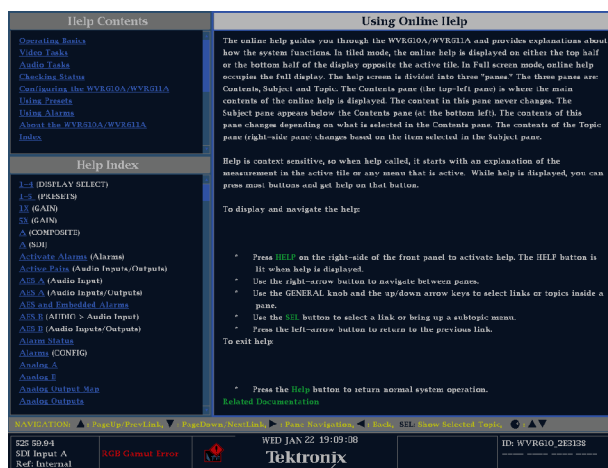 Help Contents
Operating Basics
Video Tasks
Audio Tasks
Checking Status
Configuring the WVR610A/WVR611A
Using Presets
Using Alarms
About the WVR610A/WVR611A
Index
Help Index
1-4 (DISPLAY SELECT)
1-5 (PRESETS)
1X (GAIN)
5X (GAIN)
A (COMPOSITE)
A (SDI)
Activate Alarms (Alarms)
Active Pairs (Audio Inputs/Outputs)
AES A (Audio Input)
AES A (Audio Inputs/Outputs)
AES and Embedded Alarms
AES B (AUDIO > Audio Input)
AES B (Audio Inputs/Outputs)
Alarm Status
Alarms (CONFIG)
Analog A
Analog B
Analog Output Map
Analog Outputs
Using Online Help
The online help guides you through the WVR610A/WVR611A and provides explanations about
how the system functions. In tiled mode, the online help is displayed on either the top half
or the bottom half of the display opposite the active tile. In Full screen mode, online help
occupies the full display. The help screen is divided into three "panes." The three panes are:
Contents, Subject and Topic. The Contents pane (the top-left pane) is where the main
contents of the online help is displayed. The content in this pane never changes. The
Subject pane appears below the Contents pane (at the bottom left). The contents of this
pane changes depending on what is selected in the Contents pane. The contents of the Topic
pane (right-side pane) changes based on the item selected in the Subject pane.
Help is context sensitive, so when help called, it starts with an explanation of the
measurement in the active tile or any menu that is active. While help is displayed, you can
press most buttons and get help on that button.
To display and navigate the help:
* Press HELP on the right-side of the front panel to activate help. The HELP button is
lit when help is displayed.
* Use the right-arrow button to navigate between panes.
* Use the GENERAL knob and the up/down arrow keys to select links or topics inside a
pane.
* Use the SEL button to select a link or bring up a subtopic menu.
* Press the left-arrow button to return to the previous link.
To exit help:
* Press the Help button to return normal system operation.
Related Documentation
NAVIGATION: ▲: PageUp/PrevLink, ▼: PageDown/NextLink, ▶: Pane Navigation, ◀: Back, SEL: Show Selected Topic, : ▲▼
525 59.94
SDI Input A
Ref: Internal
RGB Gamut Error
WED JAN 22 19:09:08
Tektronix
ID: WVR610_2E3138